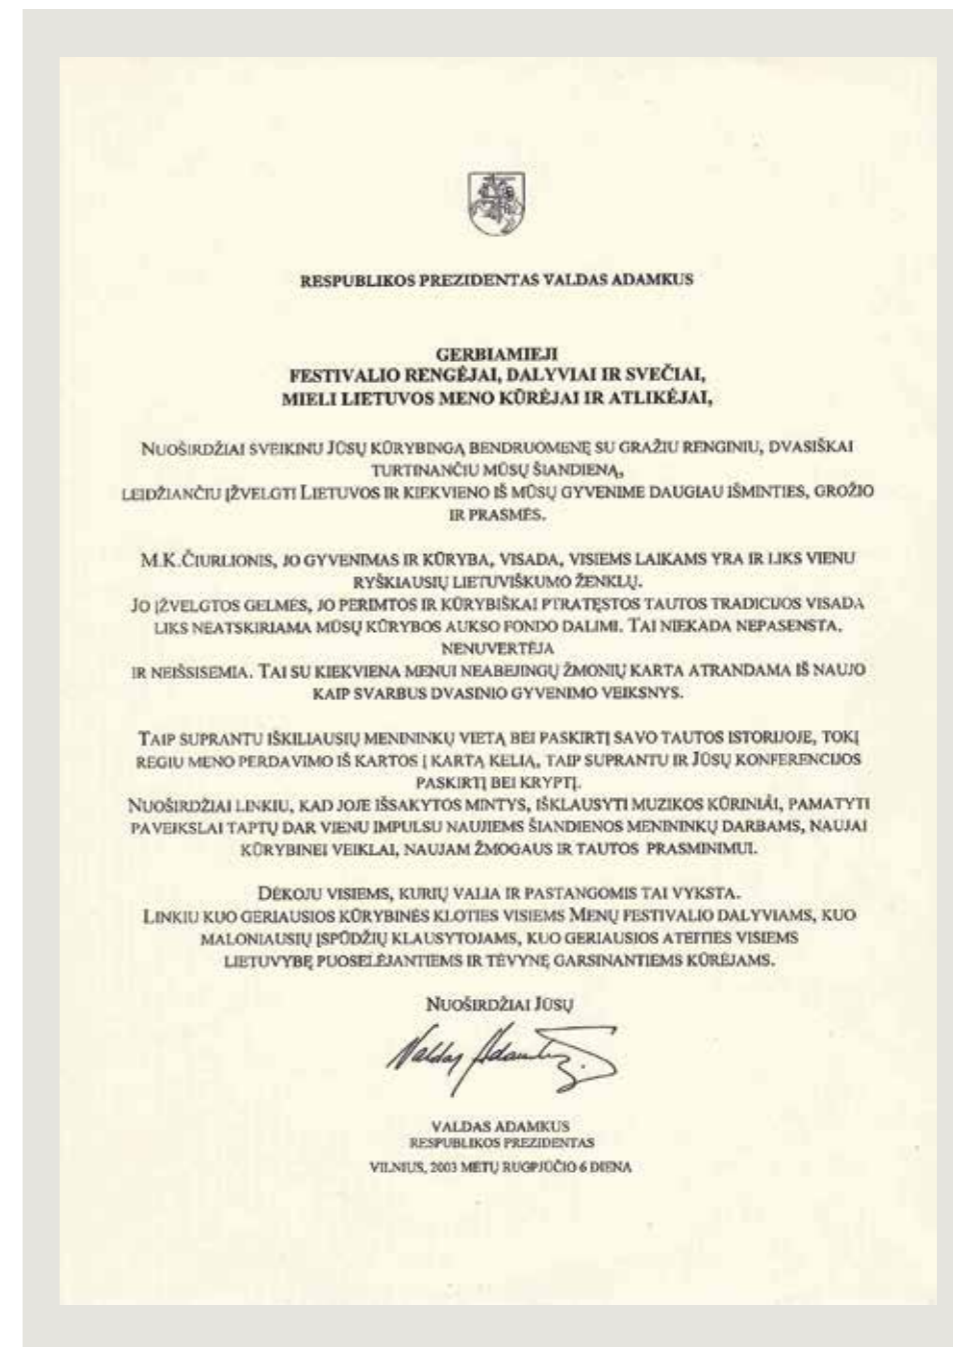 RESPUBLIKOS PREZIDENTAS VALDAS ADAMKUS
GERBIAMIEJI
FESTIVALIO RENGĖJAI, DALYVIAI IR SVEČIAI,
MIELI LIETUVOS MENO KŪRĖJAI IR ATLIKĖJAI,
NUOŠIRDŽIAI SVEIKINU JŪSŲ KŪRYBINGĄ BENDRUOMENĘ SU GRAŽIU RENGINIU, DVASIŠKAI
TURTINANČIU MŪSŲ ŠIANDIENĄ,
LEIDŽIANČIU ĮŽVELGTI LIETUVOS IR KIEKVIENO IŠ MŪSŲ GYVENIME DAUGIAU IŠMINTIES, GROŽIO
IR PRASMĖS.
M.K.ČIURLIONIS, JO GYVENIMAS IR KŪRYBA, VISADA, VISIEMS LAIKAMS YRA IR LIKS VIENU
RYŠKIAUSIŲ LIETUVIŠKUMO ŽENKLŲ.
JO ĮŽVELGTOS GELMĖS, JO PERIMTOS IR KŪRYBIŠKAI PTRATĘSTOS TAUTOS TRADICIJOS VISADA
LIKS NEATSKIRIAMA MŪSŲ KŪRYBOS AUKSO FONDO DALIMI. TAI NIEKADA NEPASENSTA,
NENUVERTĖJA
IR NEIŠSISEMIA. TAI SU KIEKVIENA MENUI NEABEJINGŲ ŽMONIŲ KARTA ATRANDAMA IŠ NAUJO
KAIP SVARBUS DVASINIO GYVENIMO VEIKSNYS.
TAIP SUPRANTU IŠKILIAUSIŲ MENININKŲ VIETĄ BEI PASKIRTĮ SAVO TAUTOS ISTORIJOJE, TOKĮ
REGIU MENO PERDAVIMO IŠ KARTOS Į KARTĄ KELIĄ, TAIP SUPRANTU IR JŪSŲ KONFERENCIJOS
PASKIRTĮ BEI KRYPTĮ.
NUOŠIRDŽIAI LINKIU, KAD JOJE IŠSAKYTOS MINTYS, IŠKLAUSYTI MUZIKOS KŪRINIAI, PAMATYTI
PAVEIKSLAI TAPTŲ DAR VIENU IMPULSU NAUJIEMS ŠIANDIENOS MENININKŲ DARBAMS, NAUJAI
KŪRYBINEI VEIKLAI, NAUJAM ŽMOGAUS IR TAUTOS PRASMINIMUI.
DĖKOJU VISIEMS, KURIŲ VALIA IR PASTANGOMIS TAI VYKSTA.
LINKIU KUO GERIAUSIOS KŪRYBINĖS KLOTIES VISIEMS MENŲ FESTIVALIO DALYVIAMS, KUO
MALONIAUSIŲ ĮSPŪDŽIŲ KLAUSYTOJAMS, KUO GERIAUSIOS ATEITIES VISIEMS
LIETUVYBĘ PUOSELĖJANTIEMS IR TĖVYNĘ GARSINANTIEMS KŪRĖJAMS.
NUOŠIRDŽIAI JŪSŲ
Valdas Adamkus
VALDAS ADAMKUS
RESPUBLIKOS PREZIDENTAS
VILNIUS, 2003 METŲ RUGPJŪČIO 6 DIENA